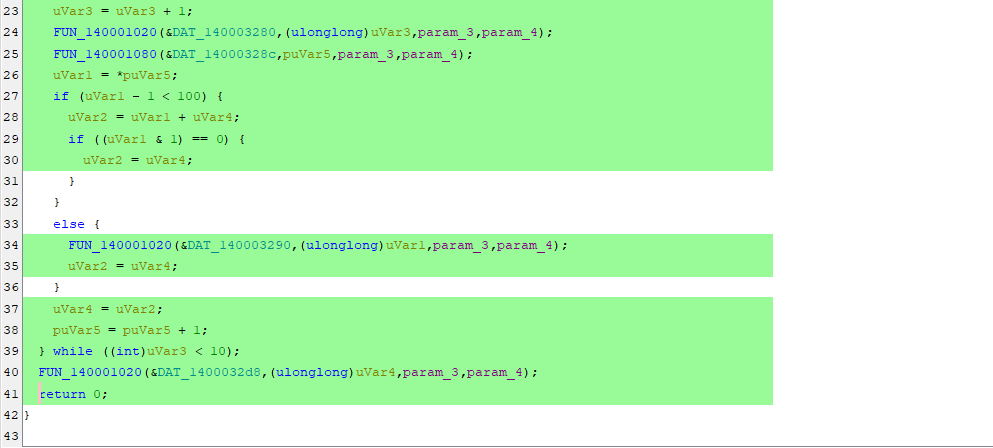 23 uVar3 = uVar3 + 1;
24 FUN_140001020(&DAT_140003280,(ulonglong)uVar3,param_3,param_4);
25 FUN_140001080(&DAT_14000328c,puVar5,param_3,param_4);
26 uVar1 = *puVar5;
27 if (uVar1 - 1 < 100) {
28 uVar2 = uVar1 + uVar4;
29 if ((uVar1 & 1) == 0) {
30 uVar2 = uVar4;
31 }
32 }
33 else {
34 FUN_140001020(&DAT_140003290,(ulonglong)uVar1,param_3,param_4);
35 uVar2 = uVar4;
36 }
37 uVar4 = uVar2;
38 puVar5 = puVar5 + 1;
39 } while ((int)uVar3 < 10);
40 FUN_140001020(&DAT_1400032d8,(ulonglong)uVar4,param_3,param_4);
41 return 0;
42 }
43